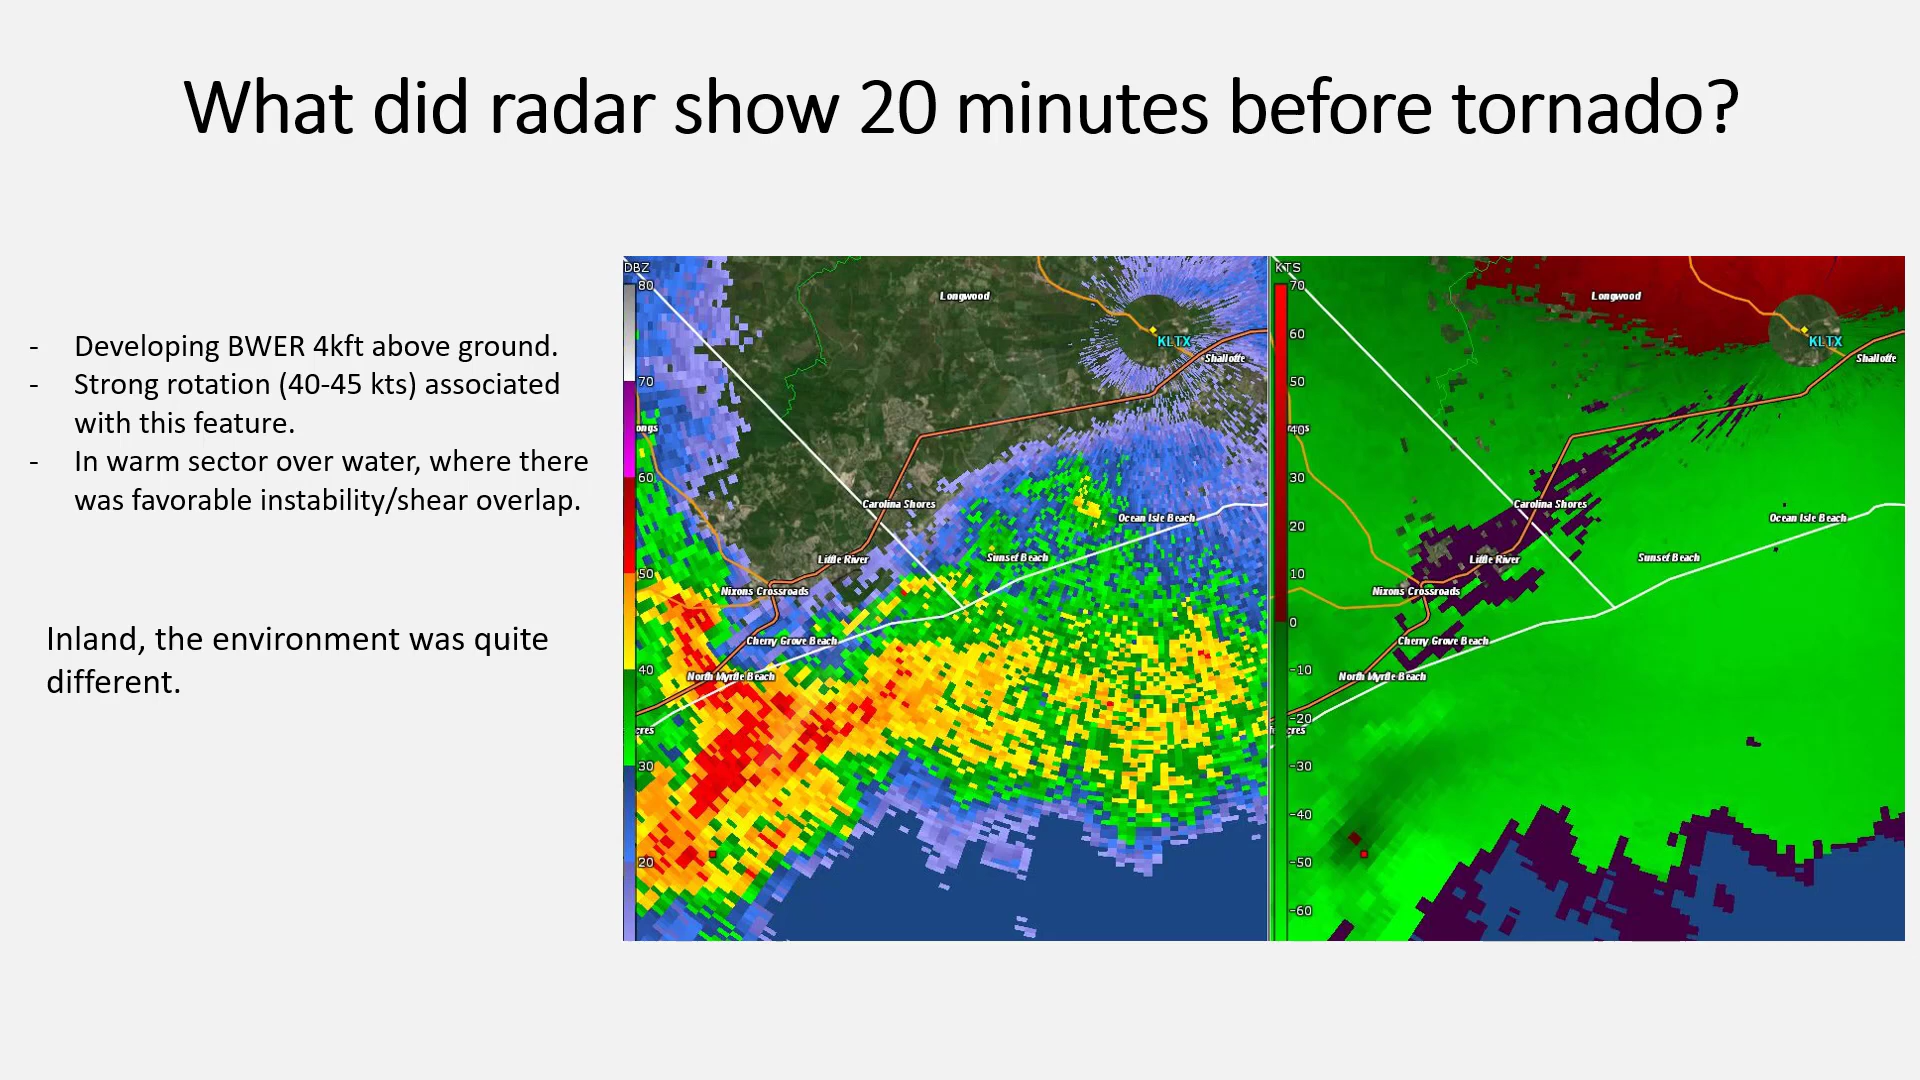 What did radar show 20 minutes before tornado?
- Developing BWER 4kft above ground.
- Strong rotation (40-45 kts) associated
with this feature.
- In warm sector over water, where there
was favorable instability/shear overlap.
Inland, the environment was quite
different.
DBZ
80
70
60
50
40
30
20
Longwood
KLTX
Shallotte
ongs
Carolina Shores
Ocean Isle Beach
Little River
Sunset Beach
Nixons Crossroads
Cherry Grove Beach
North Myrtle Beach
cres
KTS
70
60
50
40
30
20
10
0
-10
-20
-30
-40
-50
-60
Longwood
KLTX
Shallotte
Carolina Shores
Ocean Isle Beach
Little River
Sunset Beach
Nixons Crossroads
Cherry Grove Beach
North Myrtle Beach
cres